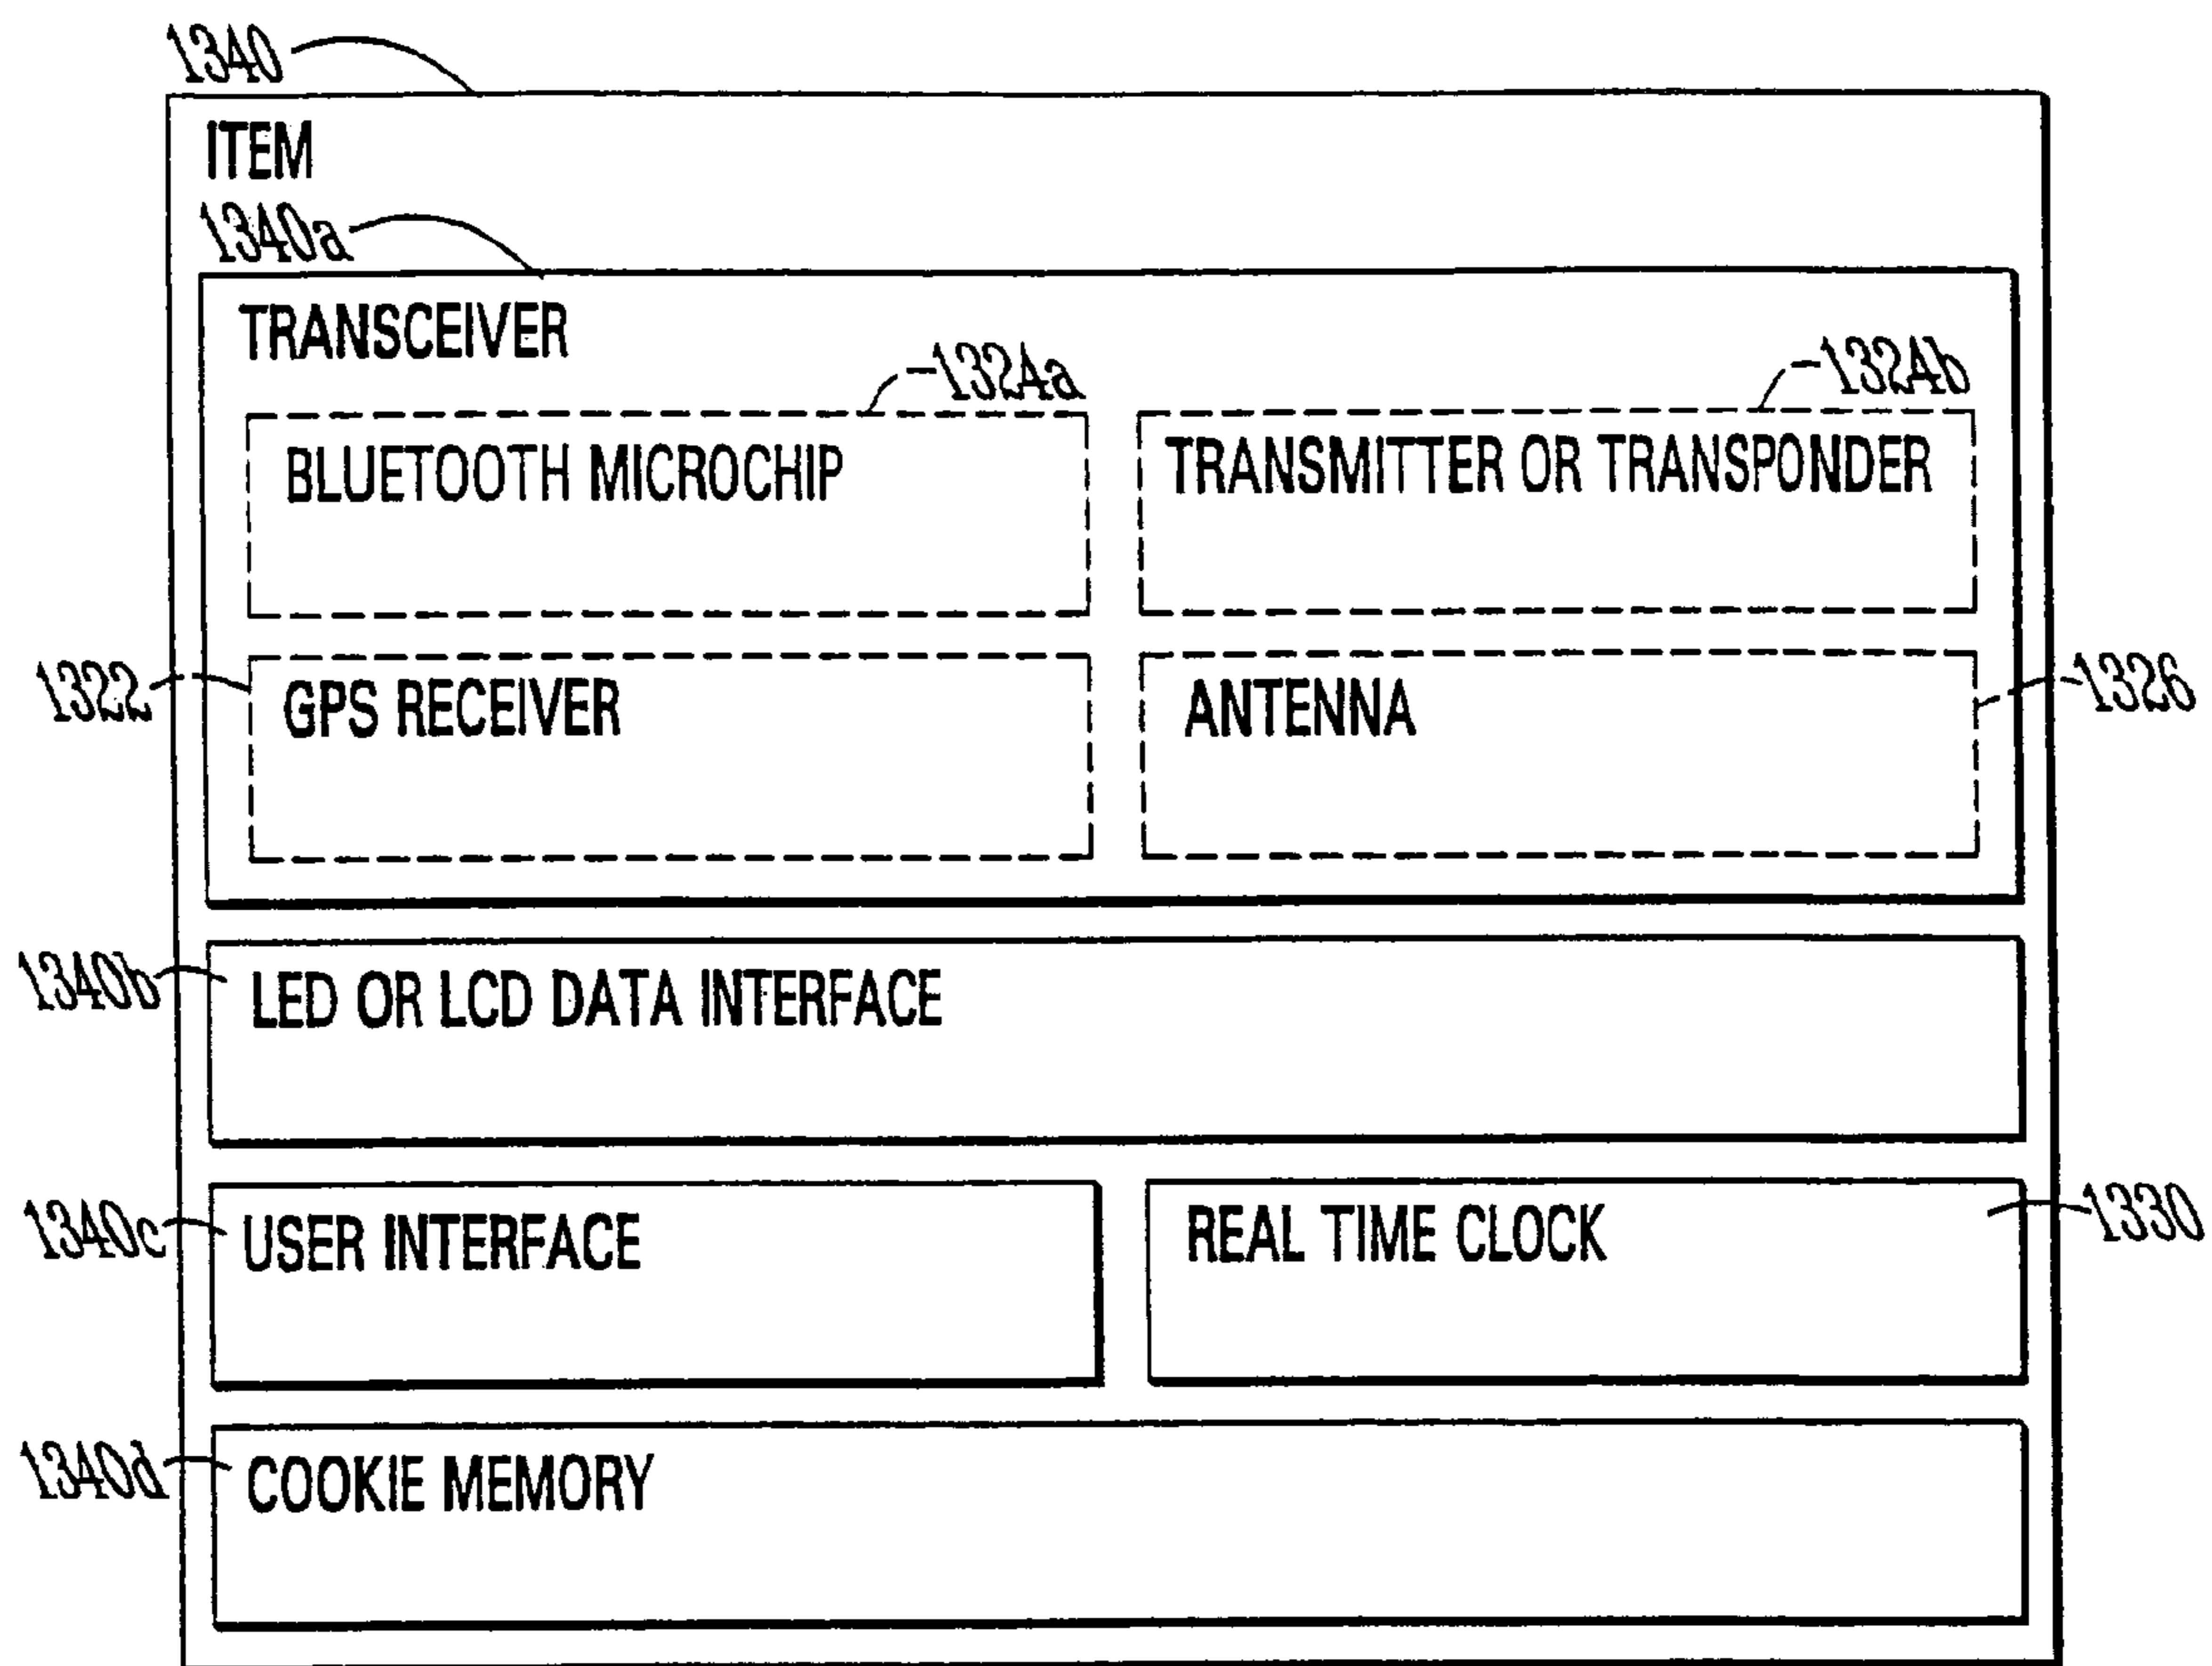 1340
ITEM
1340a
TRANSCEIVER
1324a
1324b
BLUETOOTH MICROCHIP
TRANSMITTER OR TRANSPONDER
1322
GPS RECEIVER
ANTENNA
1326
1340b
LED OR LCD DATA INTERFACE
1340c
USER INTERFACE
REAL TIME CLOCK
1330
1340d
COOKIE MEMORY